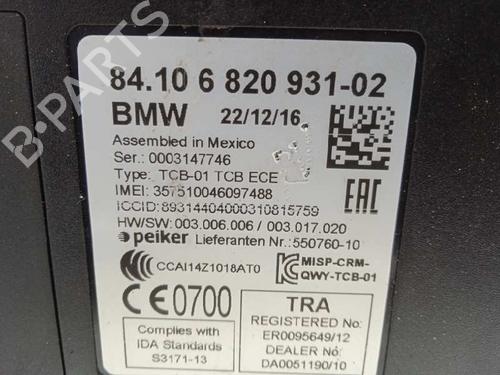 84.10 6 820 931-02
BMW 22/12/16
Assembled in Mexico
Ser.: 0003147746
Type: TCB-01 TCB ECE
IMEI: 357510046097488
ICCID: 89314404000310815759
HW/SW: 003.006.006 / 003.017.020
peiker Lieferanten Nr.: 550760-10
CCAI14Z1018AT0
MISP-CRM-
QWY-TCB-01
CE0700
Complies with
IDA Standards
S3171-13
TRA
REGISTERED No:
ER0095649/12
DEALER No:
DA0051190/10
EAC
B-PARTS